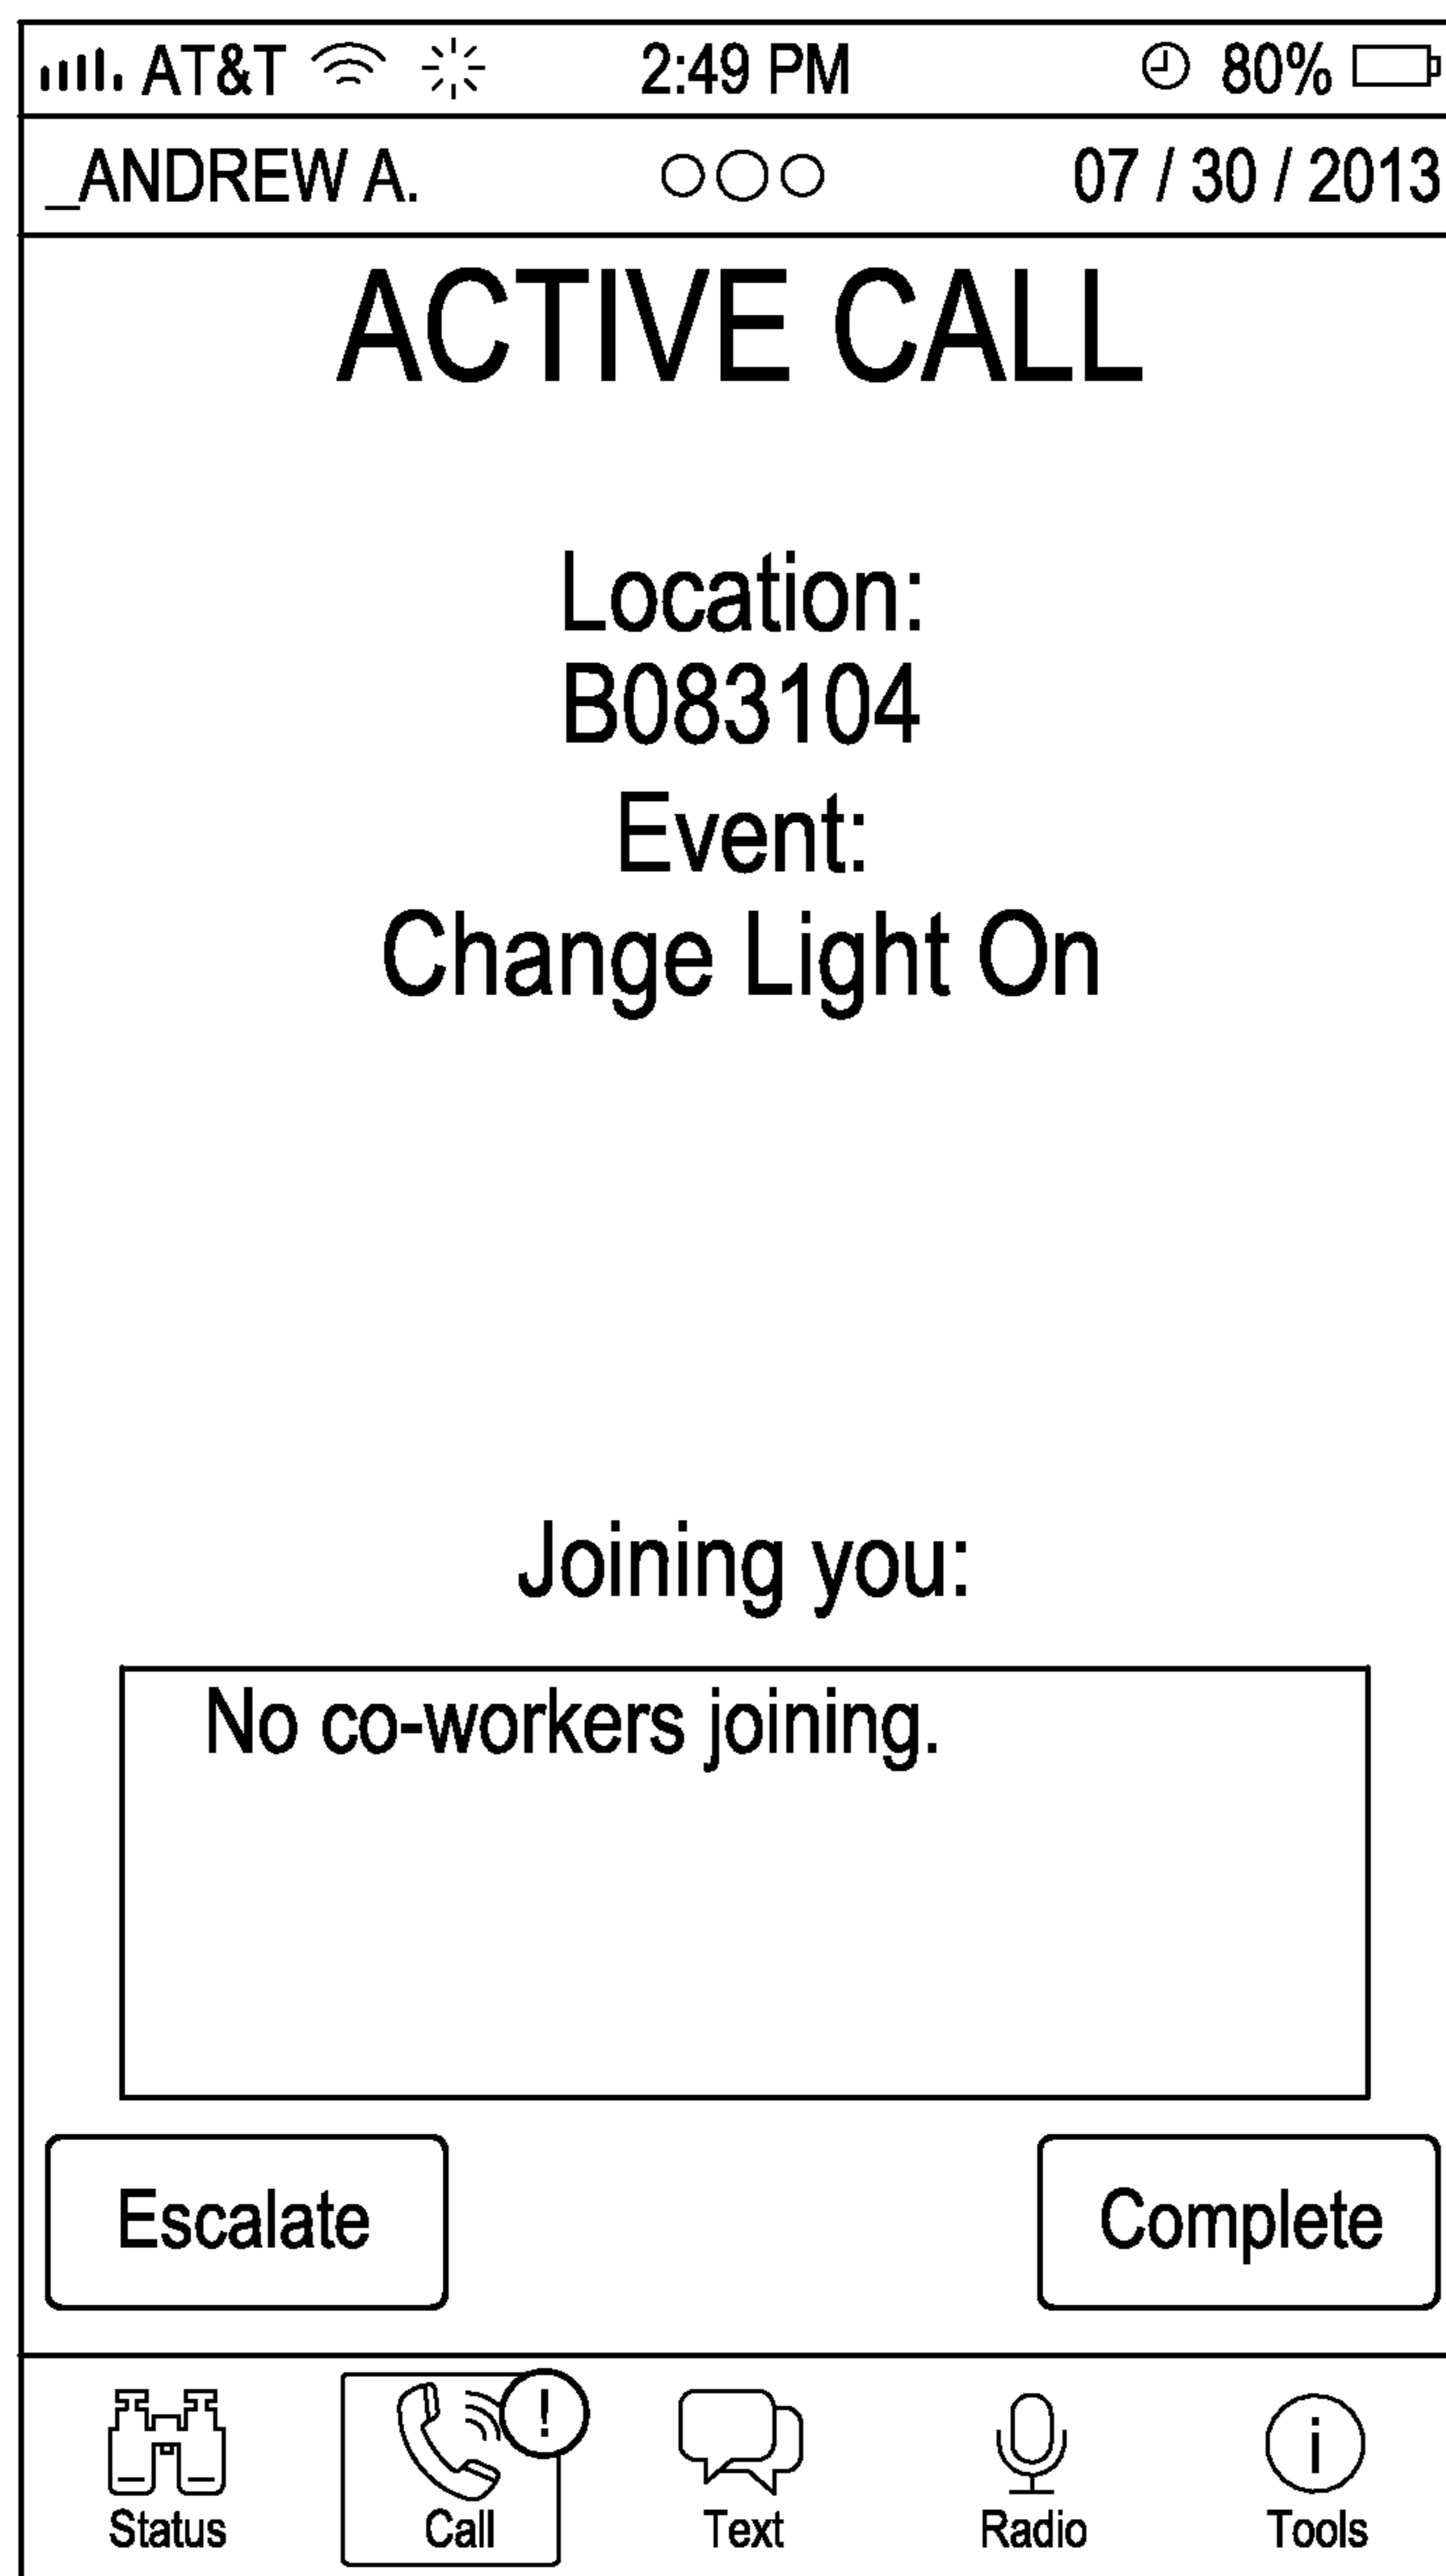 AT&T 2:49 PM 80%
_ANDREW A. 07 / 30 / 2013
ACTIVE CALL
Location:
B083104
Event:
Change Light On
Joining you:
No co-workers joining.
Escalate Complete
!
i
Status Call Text Radio Tools